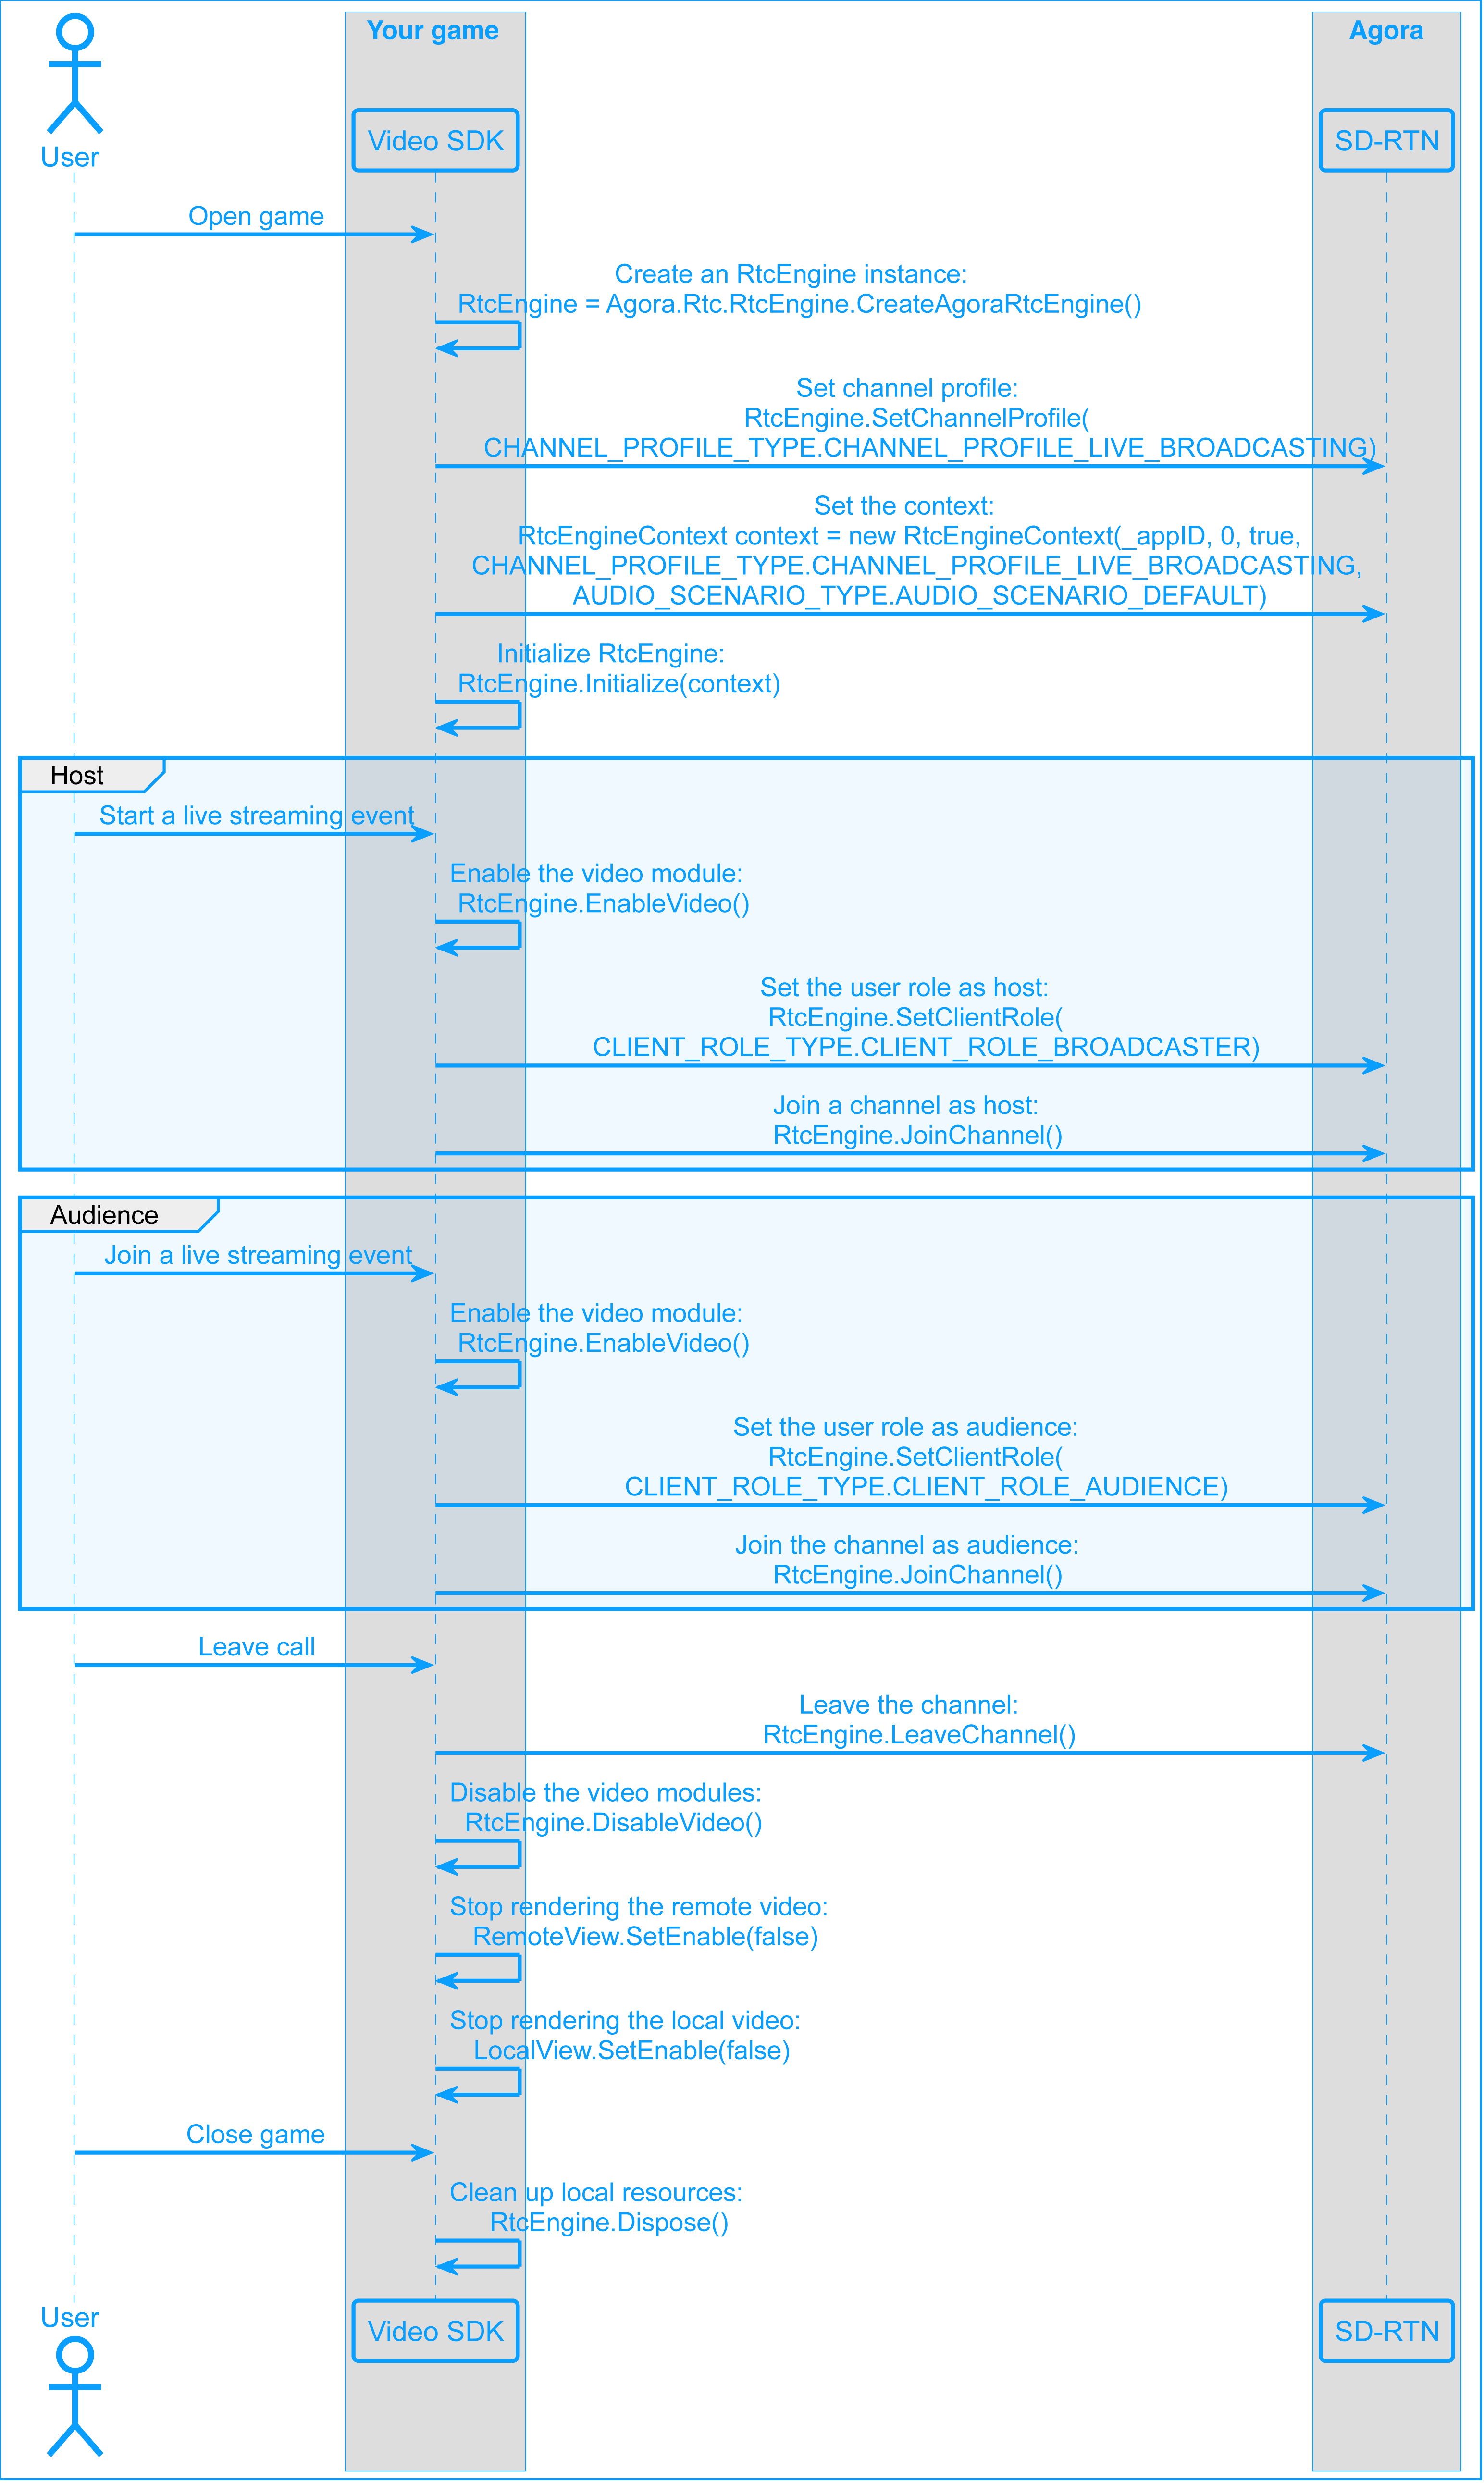 Your game
Agora
User
Video SDK
SD-RTN
Open game
Create an RtcEngine instance:
RtcEngine = Agora.Rtc.RtcEngine.CreateAgoraRtcEngine()
Set channel profile:
RtcEngine.SetChannelProfile(
CHANNEL_PROFILE_TYPE.CHANNEL_PROFILE_LIVE_BROADCASTING)
Set the context:
RtcEngineContext context = new RtcEngineContext(_appID, 0, true,
CHANNEL_PROFILE_TYPE.CHANNEL_PROFILE_LIVE_BROADCASTING,
AUDIO_SCENARIO_TYPE.AUDIO_SCENARIO_DEFAULT)
Initialize RtcEngine:
RtcEngine.Initialize(context)
Host
Start a live streaming event
Enable the video module:
RtcEngine.EnableVideo()
Set the user role as host:
RtcEngine.SetClientRole(
CLIENT_ROLE_TYPE.CLIENT_ROLE_BROADCASTER)
Join a channel as host:
RtcEngine.JoinChannel()
Audience
Join a live streaming event
Enable the video module:
RtcEngine.EnableVideo()
Set the user role as audience:
RtcEngine.SetClientRole(
CLIENT_ROLE_TYPE.CLIENT_ROLE_AUDIENCE)
Join the channel as audience:
RtcEngine.JoinChannel()
Leave call
Leave the channel:
RtcEngine.LeaveChannel()
Disable the video modules:
RtcEngine.DisableVideo()
Stop rendering the remote video:
RemoteView.SetEnable(false)
Stop rendering the local video:
LocalView.SetEnable(false)
Close game
Clean up local resources:
RtcEngine.Dispose()
User
Video SDK
SD-RTN